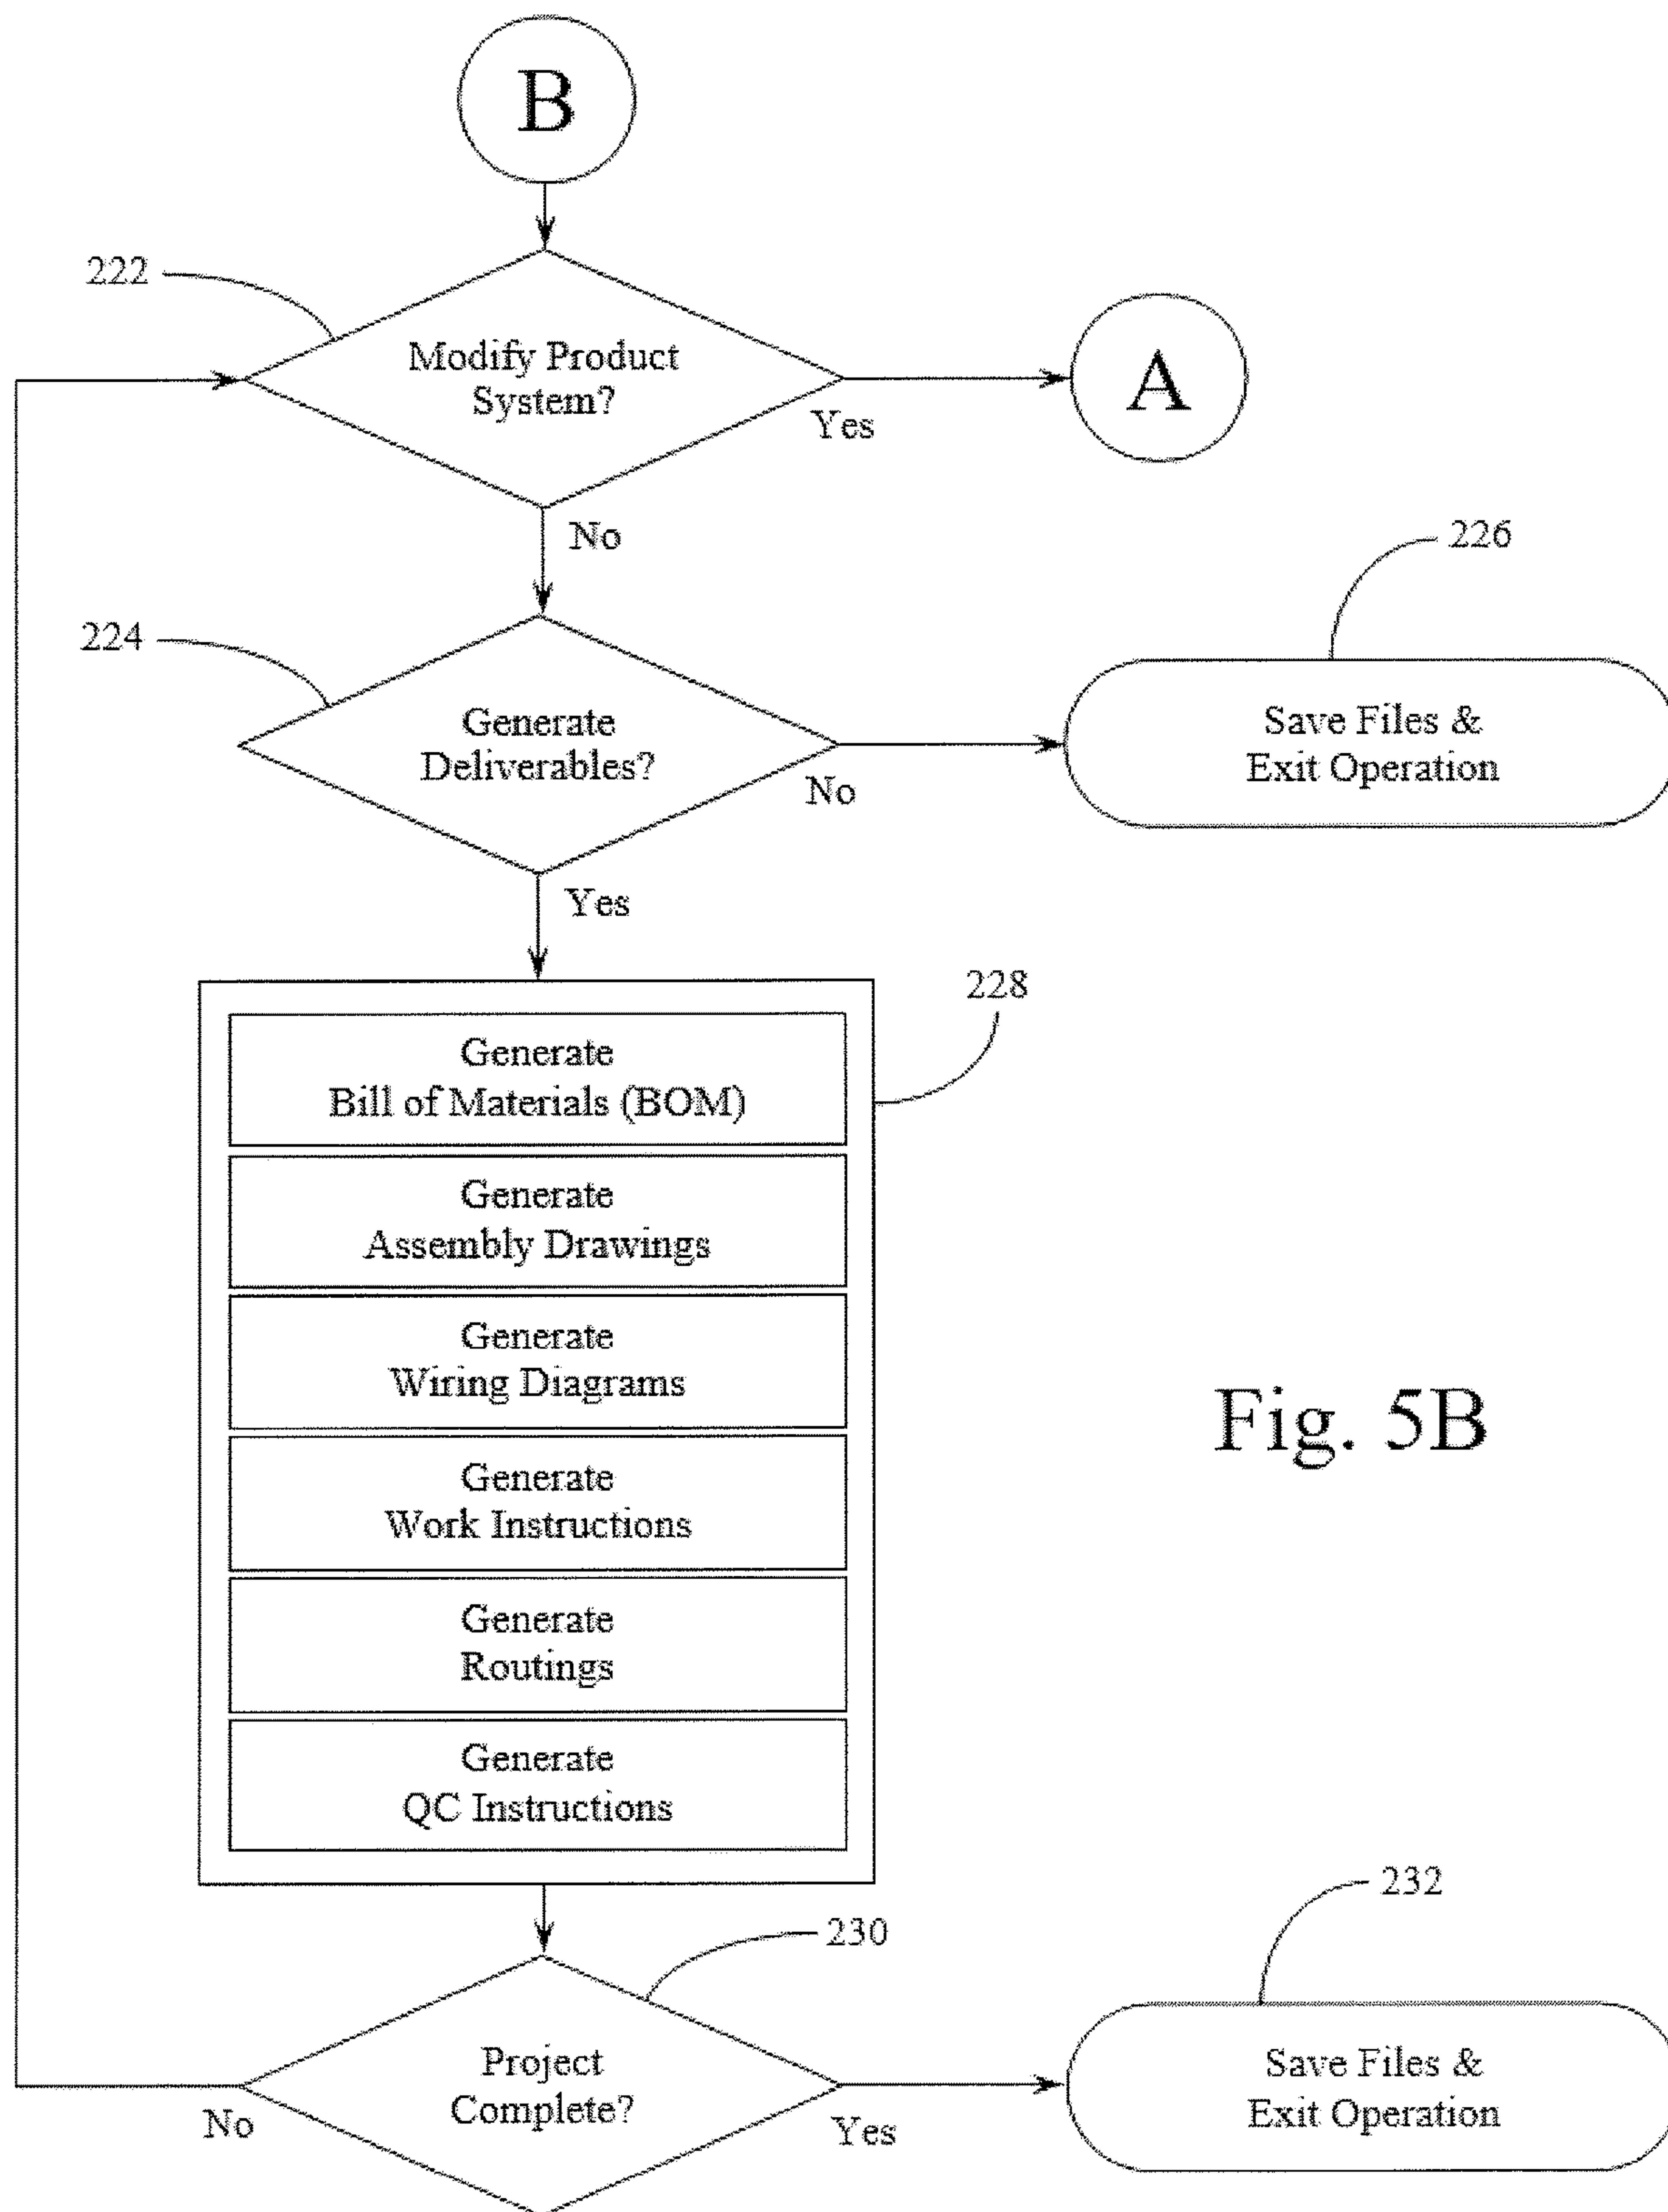 B
222
Modify Product
System?
Yes
A
No
226
224
Generate
Deliverables?
No
Save Files &
Exit Operation
Yes
228
Generate
Bill of Materials (BOM)
Generate
Assembly Drawings
Generate
Wiring Diagrams
Fig. 5B
Generate
Work Instructions
Generate
Routings
Generate
QC Instructions
232
230
Project
Complete?
No
Yes
Save Files &
Exit Operation